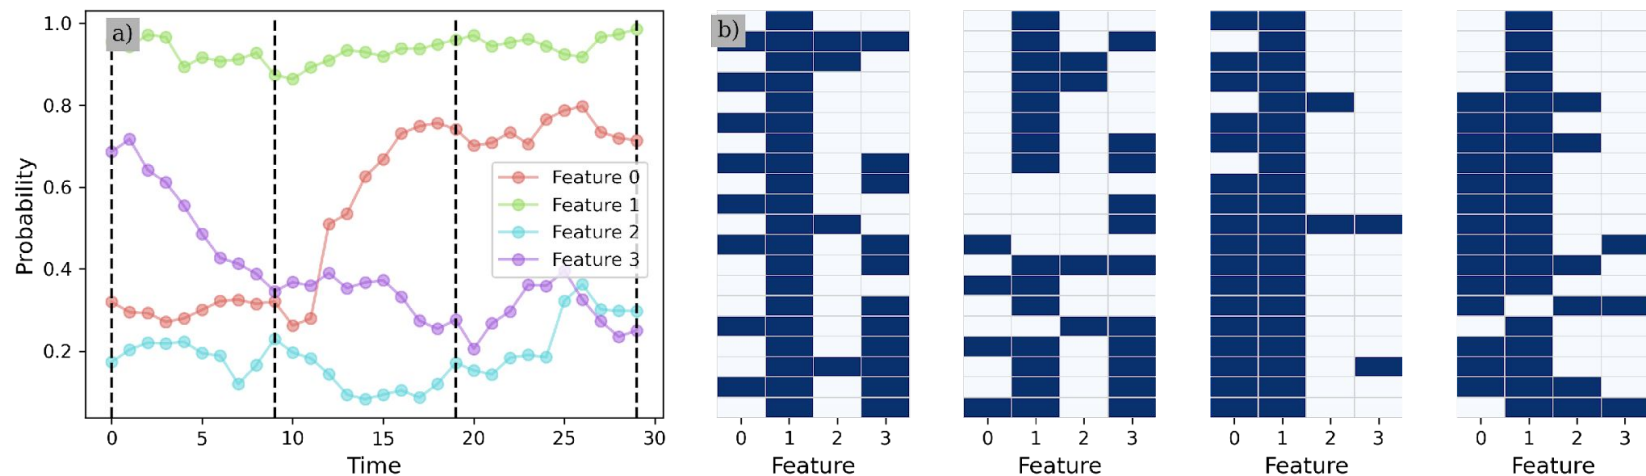 a)
1.0
0.8
0.6
0.4
0.2
Probability
Feature 0
Feature 1
Feature 2
Feature 3
0 5 10 15 20 25 30
Time
b)
0 1 2 3
Feature
0 1 2 3
Feature
0 1 2 3
Feature
0 1 2 3
Feature